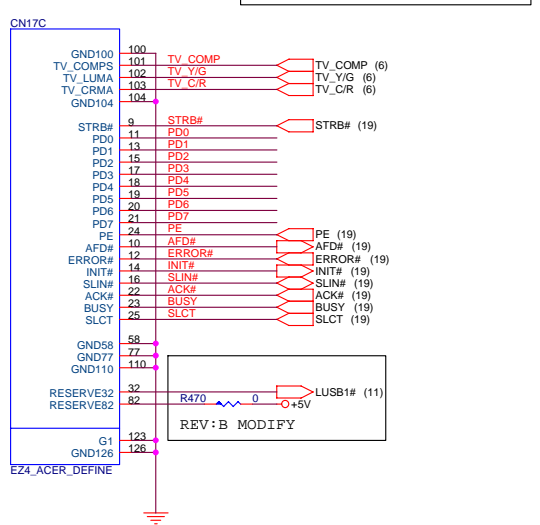 CN17C
GND100 100
TV_COMPS 101 TV_COMP TV_COMP (6)
TV_LUMA 102 TV_Y/G TV_Y/G (6)
TV_CRMA 103 TV_C/R TV_C/R (6)
GND104 104
STRB# 9 STRB# STRB# (19)
PD0 11 PD0
PD1 13 PD1
PD2 15 PD2
PD3 17 PD3
PD4 18 PD4
PD5 19 PD5
PD6 20 PD6
PD7 21 PD7
PE 24 PE PE (19)
AFD# 10 AFD# AFD# (19)
ERROR# 12 ERROR# ERROR# (19)
INIT# 14 INIT# INIT# (19)
SLIN# 16 SLIN# SLIN# (19)
ACK# 22 ACK# ACK# (19)
BUSY 23 BUSY BUSY (19)
SLCT 25 SLCT SLCT (19)
GND58 58
GND77 77
GND110 110
RESERVE32 32 LUSB1# (11)
RESERVE82 82 R470 0 +5V
REV:B MODIFY
G1 123
GND126 126
EZ4_ACER_DEFINE